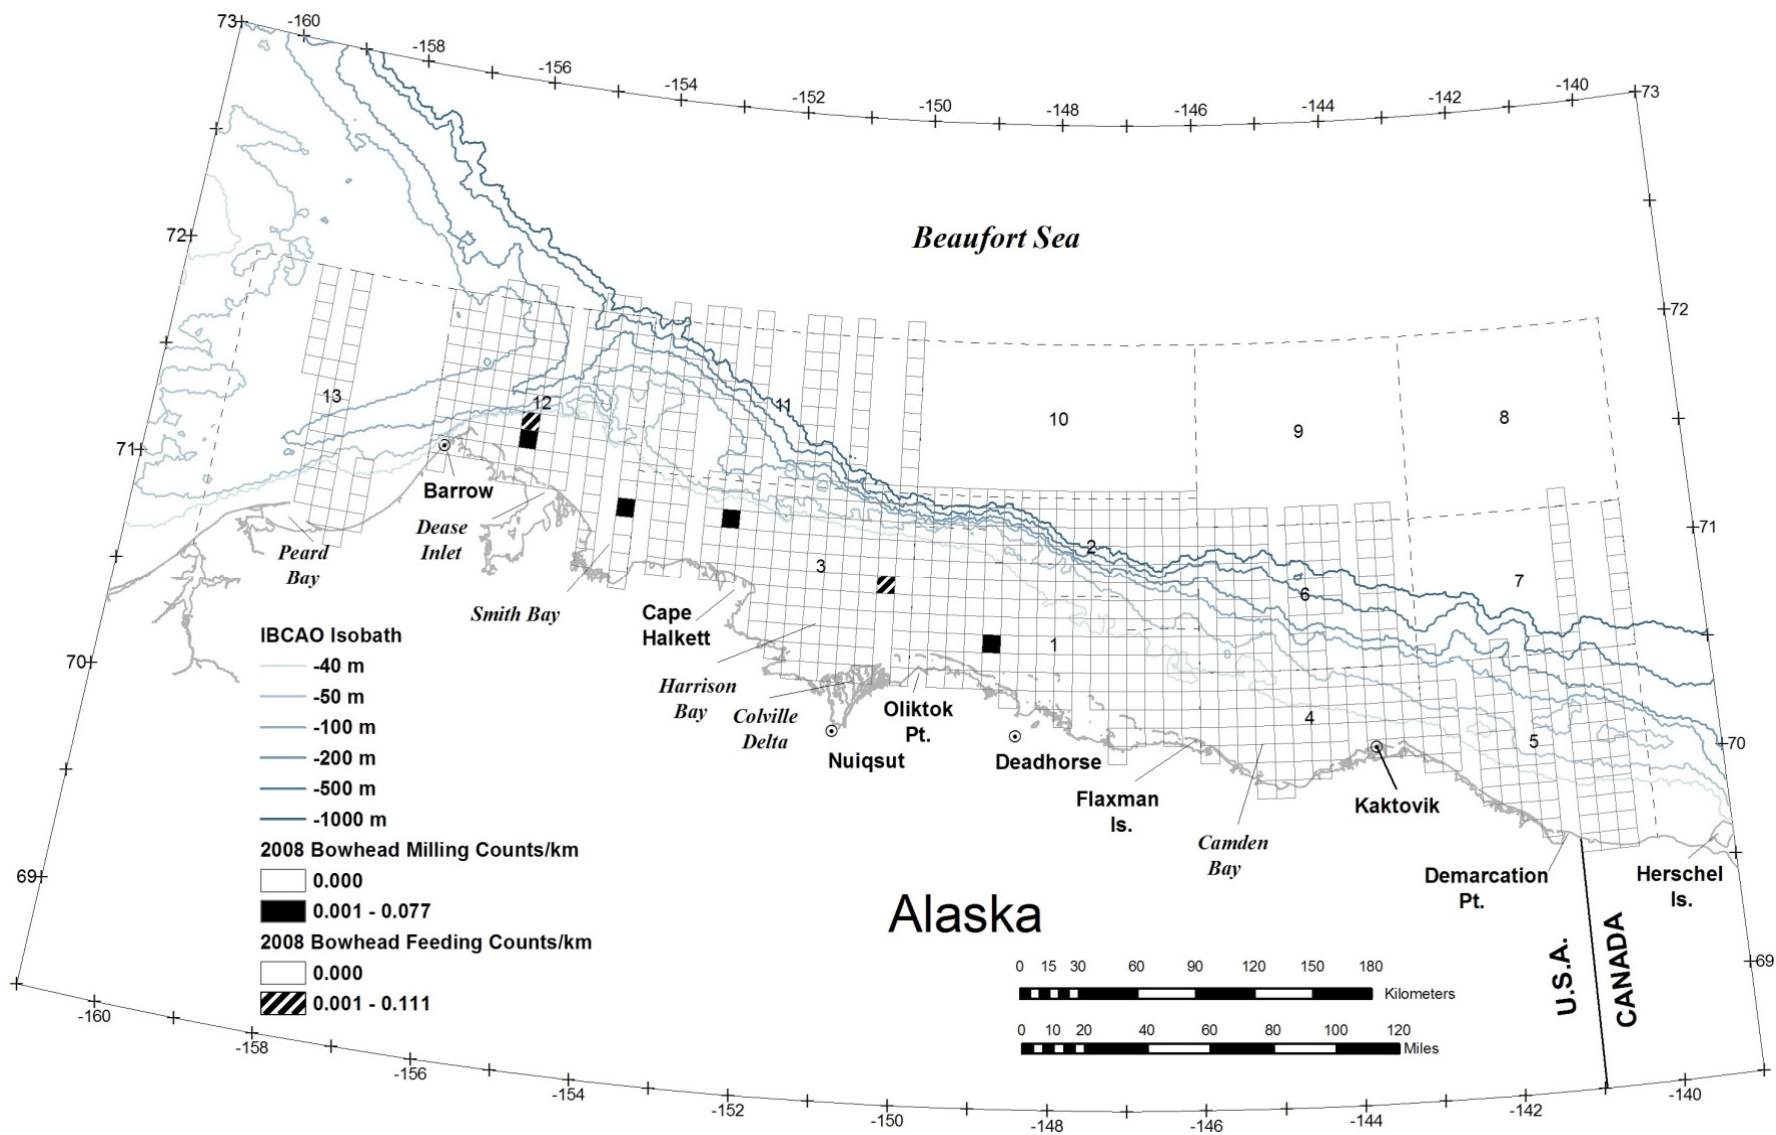 73
-160
-158
-156
-154
-152
-150
-148
-146
-144
-142
-140
73
72
Beaufort Sea
72
13
12
11
10
9
8
71
71
Barrow
Dease
Inlet
Peard
Bay
Smith Bay
Cape
Halkett
3
2
6
7
1
Harrison
Bay
Colville
Delta
Oliktok
Pt.
Nuiqsut
Deadhorse
4
5
70
70
Flaxman
Is.
Kaktovik
Camden
Bay
Demarcation
Pt.
Herschel
Is.
IBCAO Isobath
-40 m
-50 m
-100 m
-200 m
-500 m
-1000 m
2008 Bowhead Milling Counts/km
0.000
0.001 - 0.077
2008 Bowhead Feeding Counts/km
0.000
0.001 - 0.111
69
Alaska
U.S.A.
CANADA
69
0 15 30 60 90 120 150 180
Kilometers
0 10 20 40 60 80 100 120
Miles
-160
-158
-156
-154
-152
-150
-148
-146
-144
-142
-140